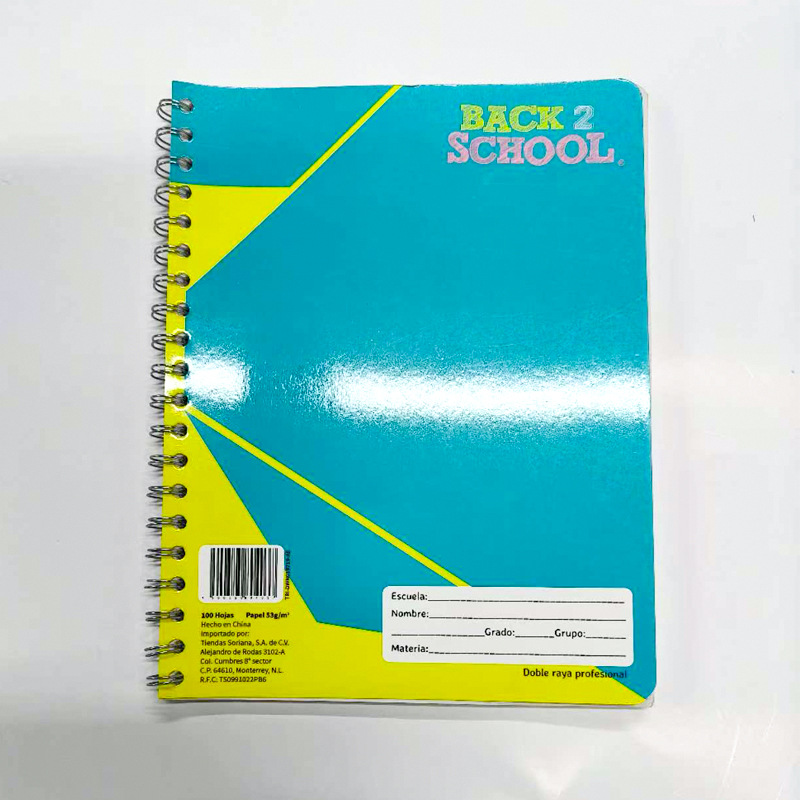 BACK 2
SCHOOL
Escuela:
Nombre:
Grado: Grupo:
Materia:
Doble raya profesional
100 Hojas Papel 53g/m²
Hecho en China
Importado por:
Tiendas Soriana, S.A. de C.V.
Alejandro de Rodas 3102-A
Col. Cumbres 8° sector
C.P. 64610, Monterrey, N.L.
R.F.C: TSO991022PB6